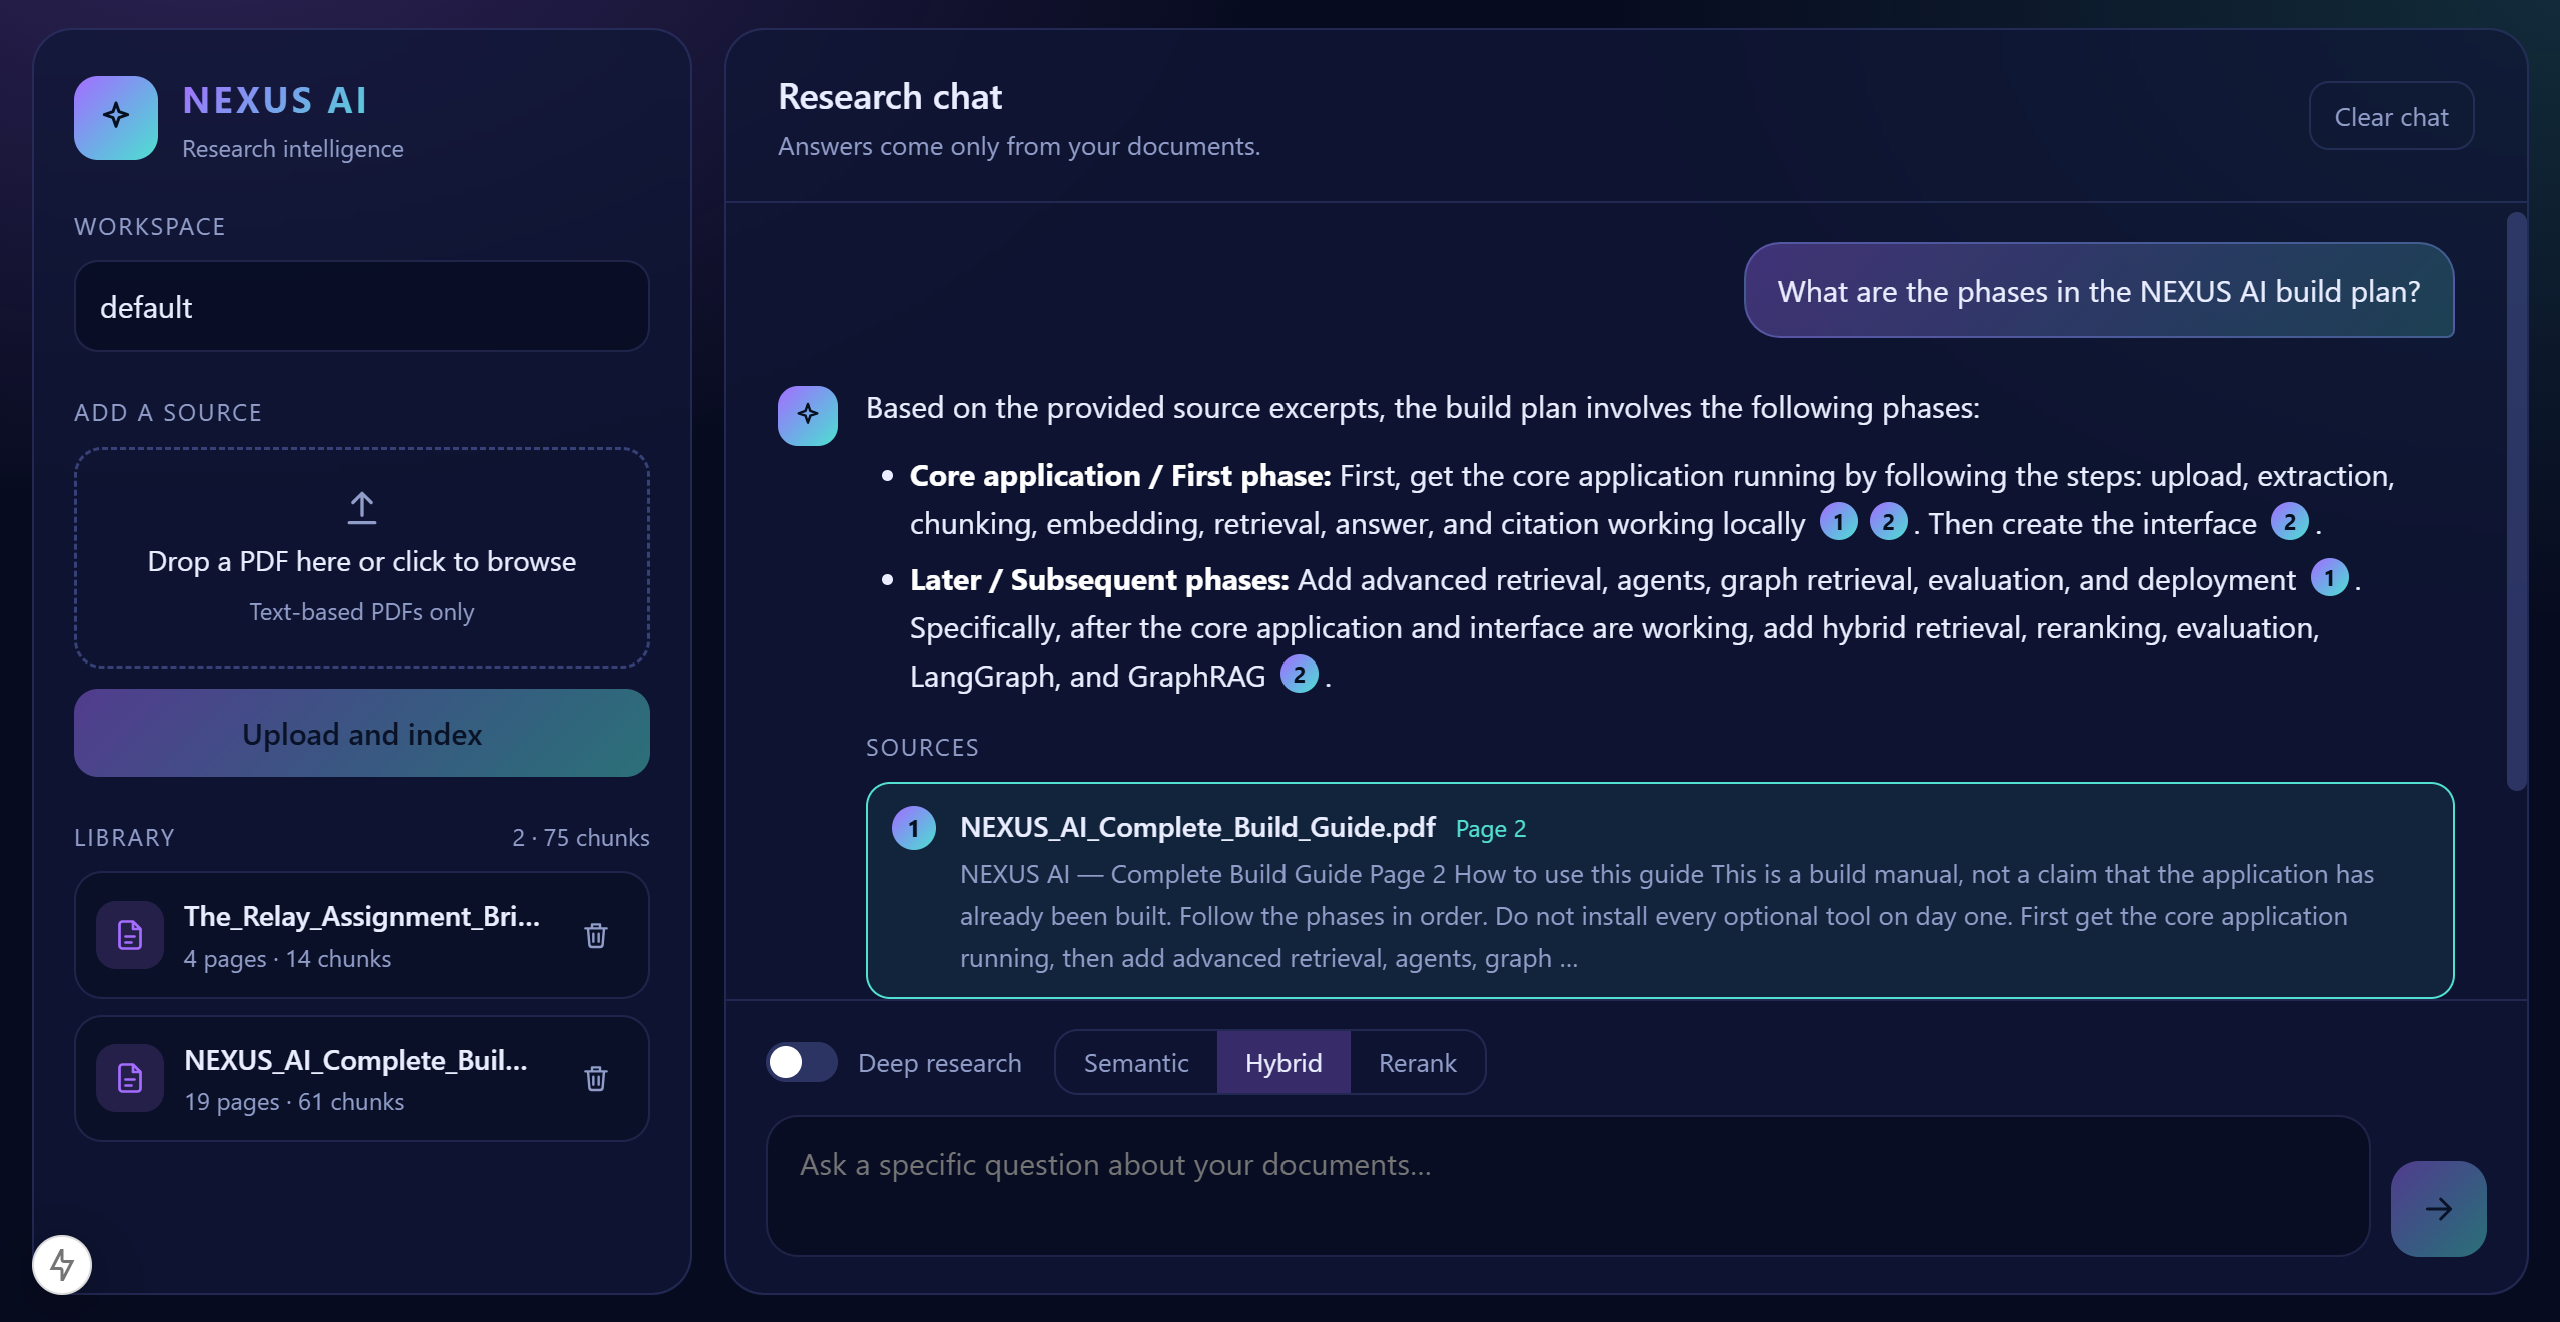 NEXUS AI
Research intelligence
WORKSPACE
default
ADD A SOURCE
Drop a PDF here or click to browse
Text-based PDFs only
Upload and index
LIBRARY
2 · 75 chunks
The_Relay_Assignment_Bri...
4 pages · 14 chunks
NEXUS_AI_Complete_Buil...
19 pages · 61 chunks
Research chat
Answers come only from your documents.
Clear chat
What are the phases in the NEXUS AI build plan?
Based on the provided source excerpts, the build plan involves the following phases:
• Core application / First phase: First, get the core application running by following the steps: upload, extraction,
chunking, embedding, retrieval, answer, and citation working locally 1 2 . Then create the interface 2 .
• Later / Subsequent phases: Add advanced retrieval, agents, graph retrieval, evaluation, and deployment 1 .
Specifically, after the core application and interface are working, add hybrid retrieval, reranking, evaluation,
LangGraph, and GraphRAG 2 .
SOURCES
1 NEXUS_AI_Complete_Build_Guide.pdf Page 2
NEXUS AI — Complete Build Guide Page 2 How to use this guide This is a build manual, not a claim that the application has
already been built. Follow the phases in order. Do not install every optional tool on day one. First get the core application
running, then add advanced retrieval, agents, graph ...
Deep research
Semantic
Hybrid
Rerank
Ask a specific question about your documents...